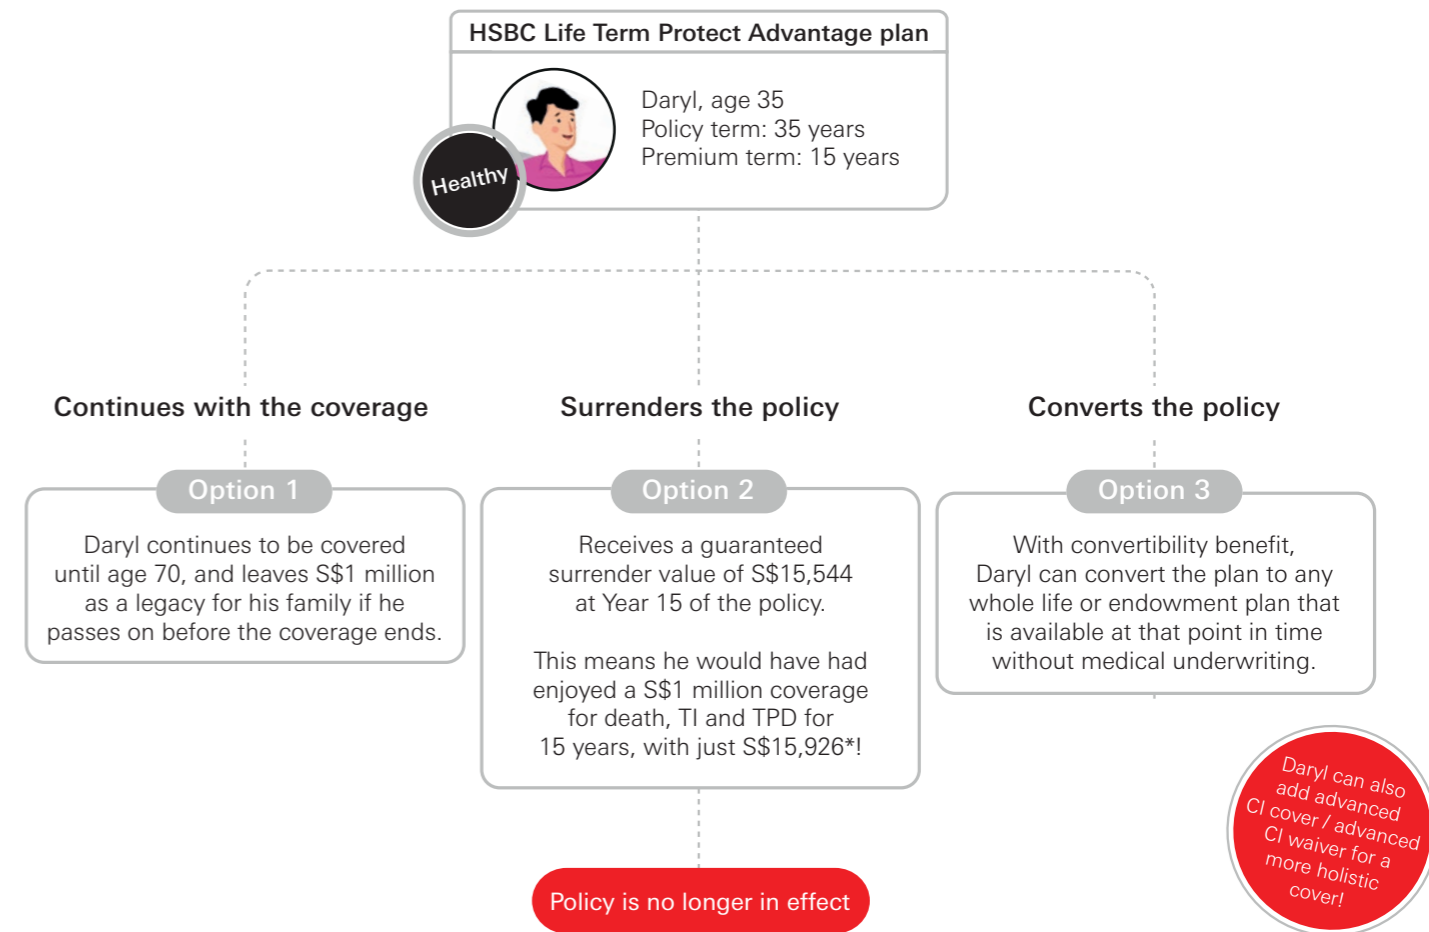 HSBC Life Term Protect Advantage plan
Daryl, age 35
Policy term: 35 years
Premium term: 15 years
Healthy
Continues with the coverage
Option 1
Daryl continues to be covered
until age 70, and leaves S$1 million
as a legacy for his family if he
passes on before the coverage ends.
Surrenders the policy
Option 2
Receives a guaranteed
surrender value of S$15,544
at Year 15 of the policy.
This means he would have had
enjoyed a S$1 million coverage
for death, TI and TPD for
15 years, with just S$15,926*!
Policy is no longer in effect
Converts the policy
Option 3
With convertibility benefit,
Daryl can convert the plan to any
whole life or endowment plan that
is available at that point in time
without medical underwriting.
Daryl can also
add advanced
CI cover / advanced
CI waiver for a
more holistic
cover!